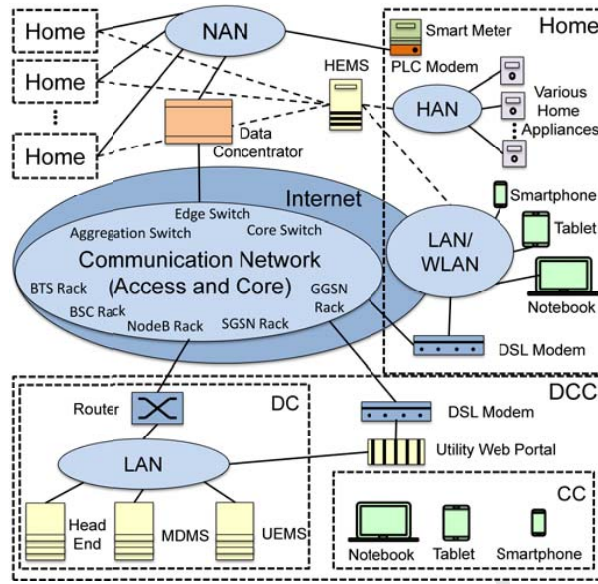 Home
NAN
Smart Meter
Home
Home
HEMS
PLC Modem
HAN
Various
Home
Appliances
Home
Data
Concentrator
Internet
Smartphone
Tablet
Notebook
LAN/
WLAN
Edge Switch
Aggregation Switch
Core Switch
Communication Network
(Access and Core)
BTS Rack
BSC Rack
NodeB Rack
SGSN Rack
GGSN
Rack
DSL Modem
DC
DCC
Router
DSL Modem
LAN
Utility Web Portal
CC
Head
End
MDMS
UEMS
Notebook
Tablet
Smartphone